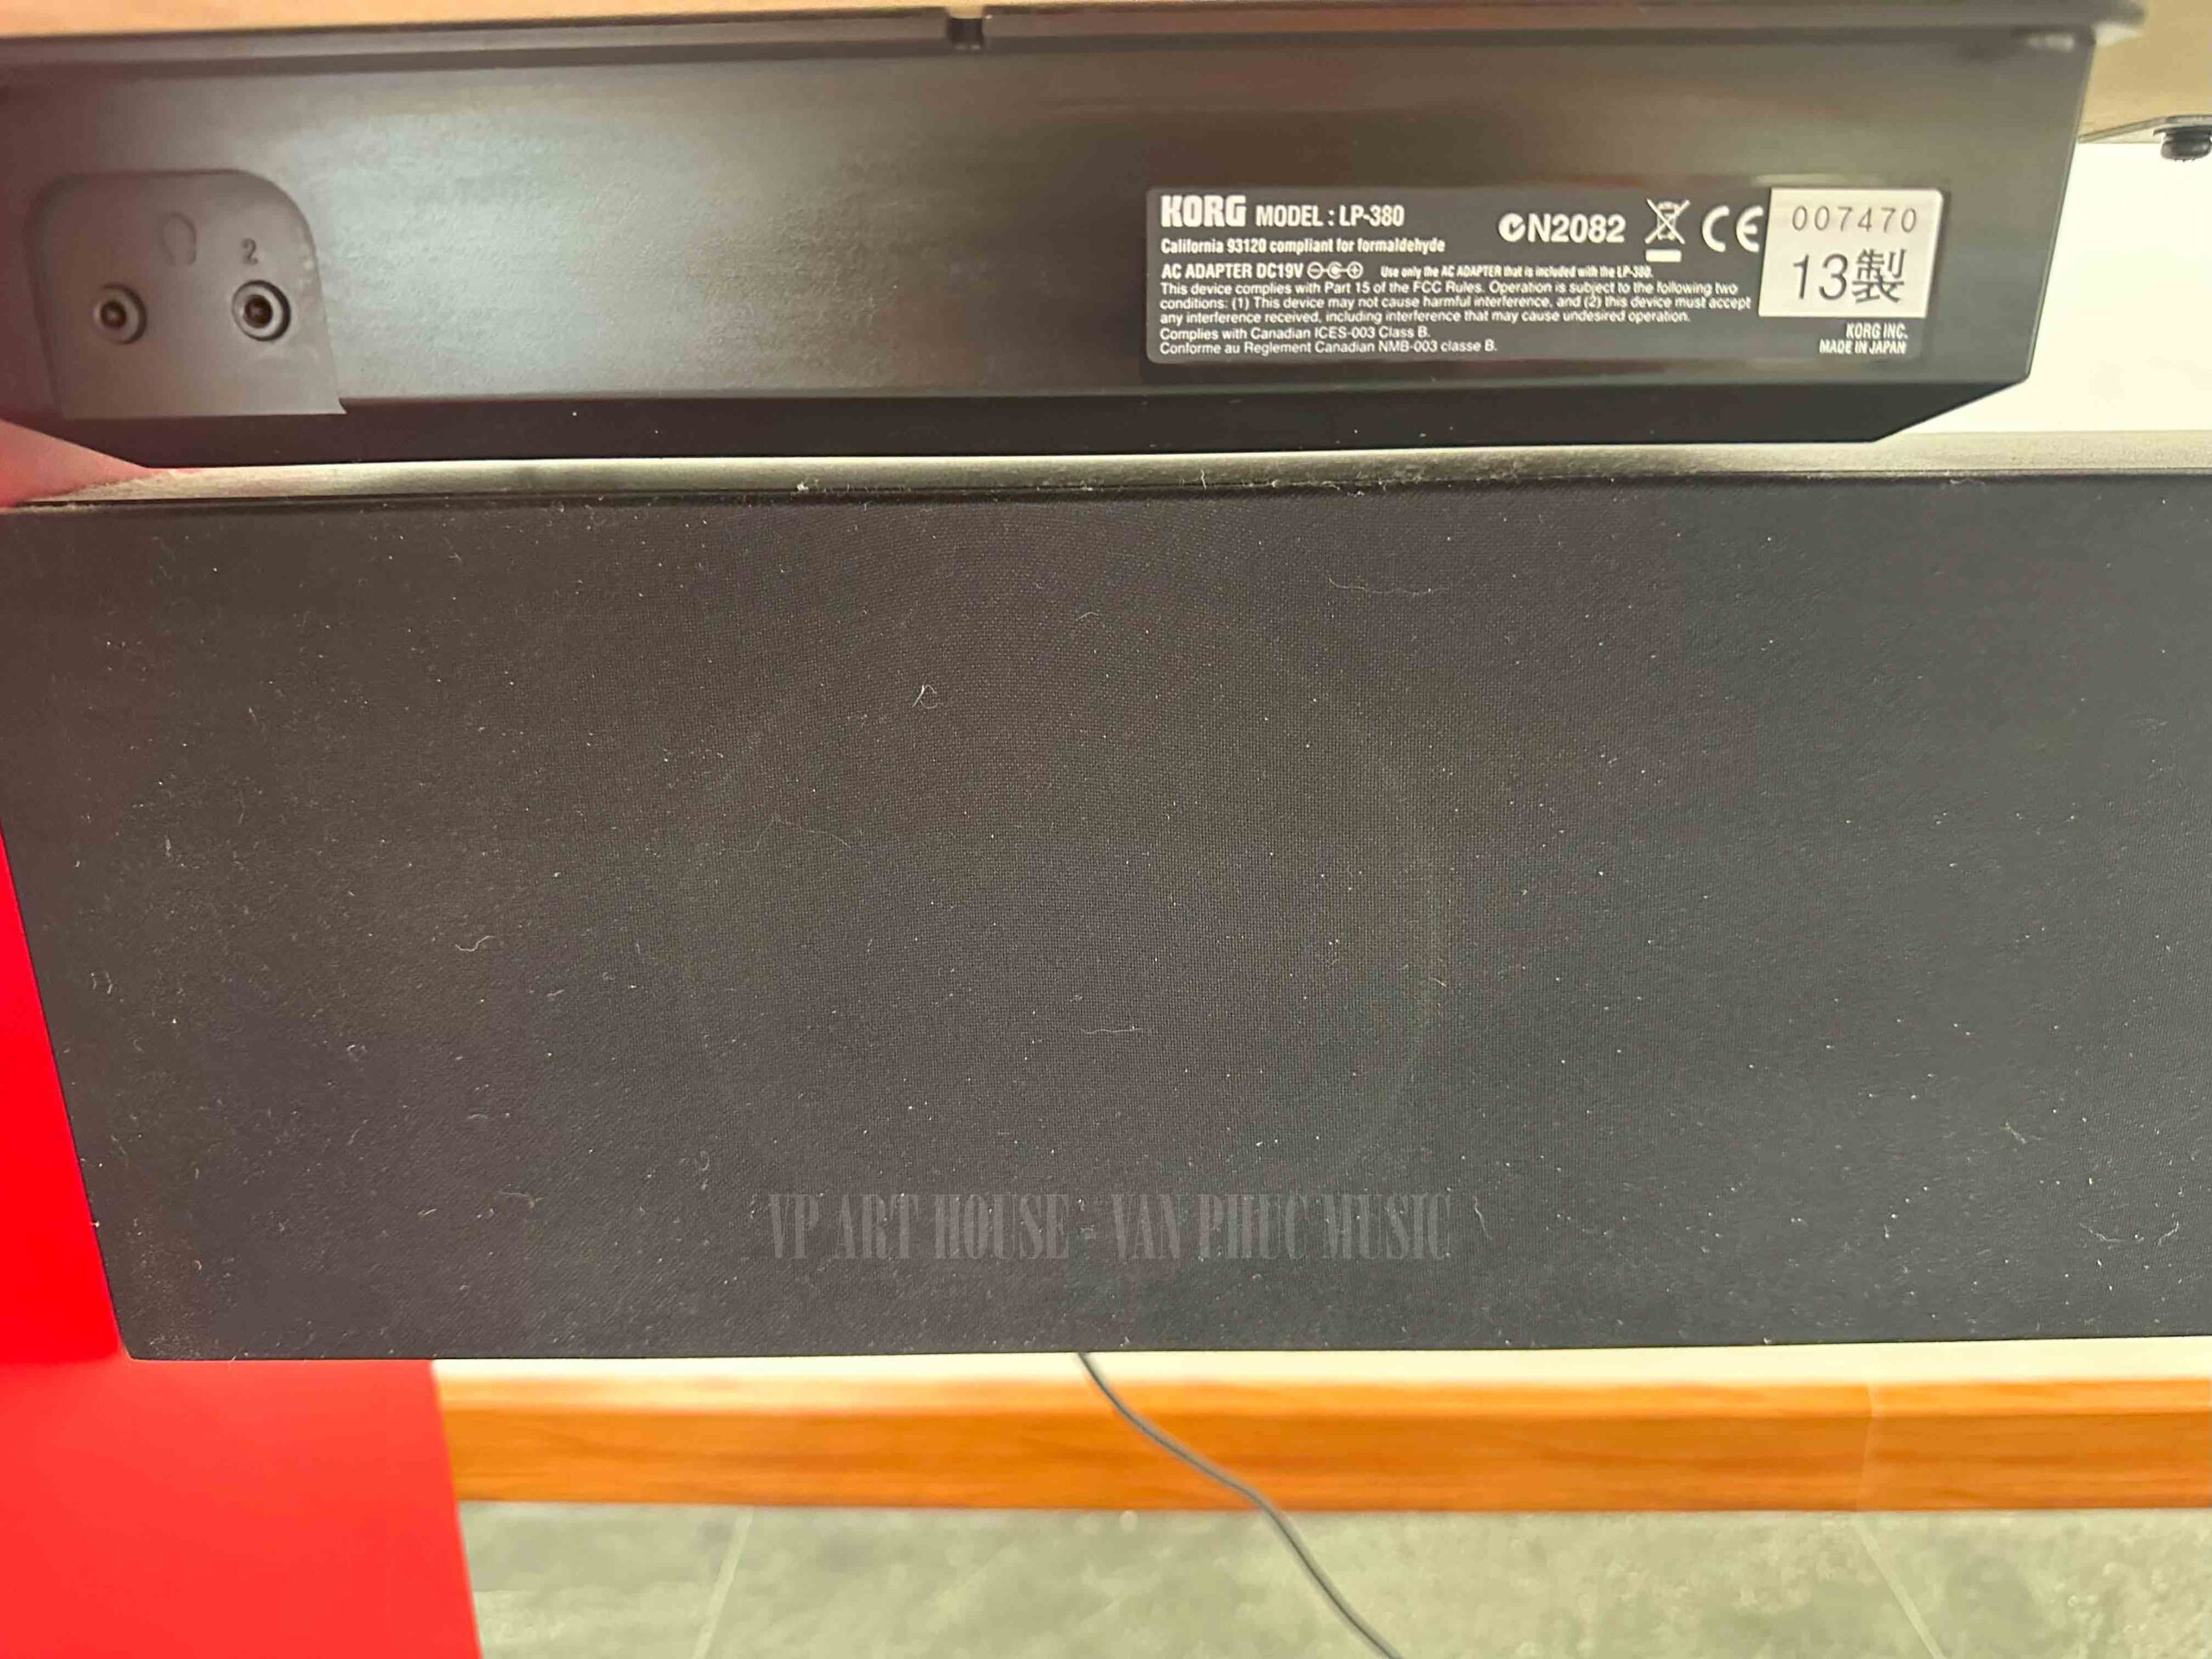 2
KORG MODEL : LP-380
California 93120 compliant for formaldehyde
N2082
CE
007470
13製
AC ADAPTER DC19V Use only the AC ADAPTER that is included with the LP-380.
This device complies with Part 15 of the FCC Rules. Operation is subject to the following two
conditions: (1) This device may not cause harmful interference, and (2) this device must accept
any interference received, including interference that may cause undesired operation.
Complies with Canadian ICES-003 Class B.
Conforme au Reglement Canadian NMB-003 classe B.
KORG INC.
MADE IN JAPAN
VP ART HOUSE - VAN PHUC MUSIC